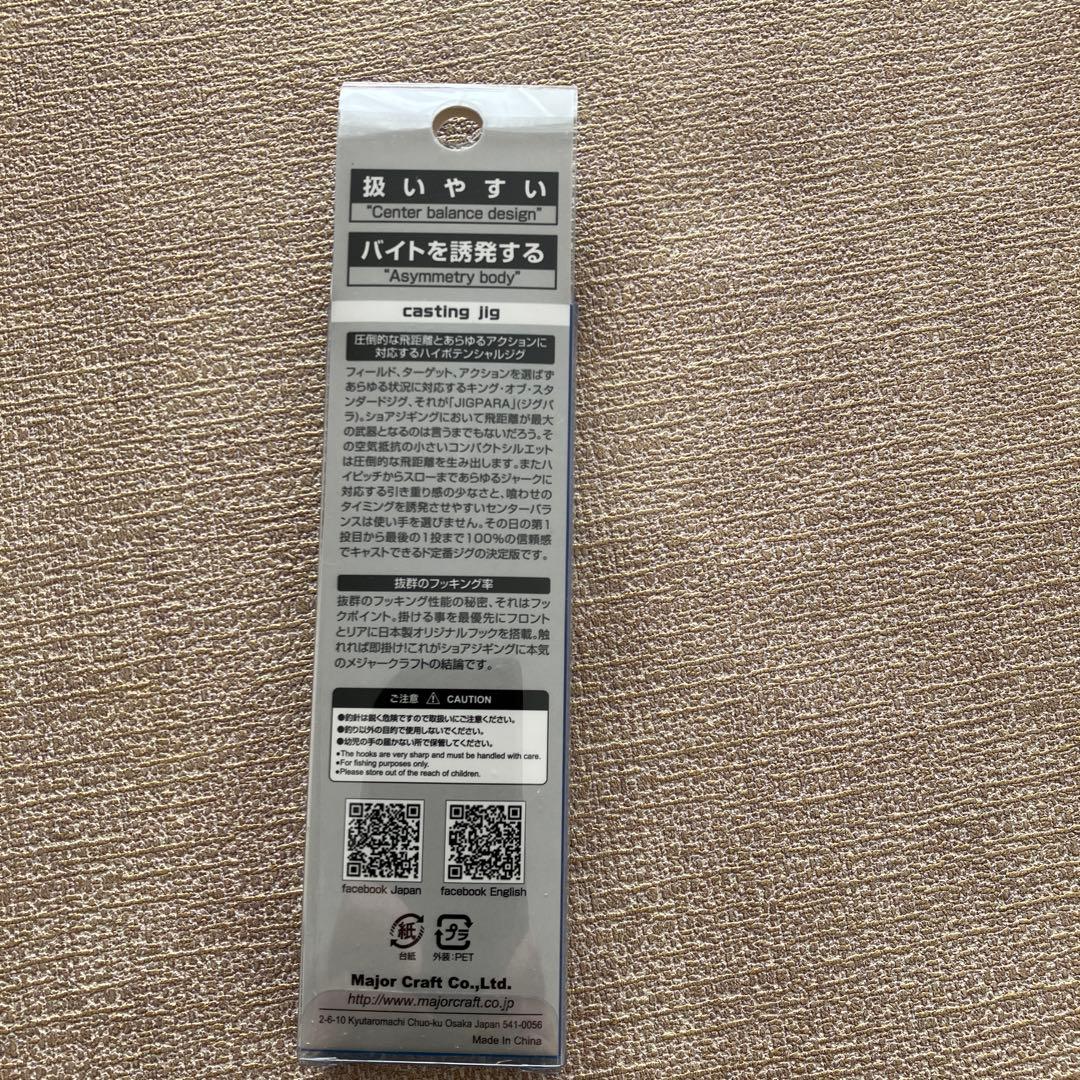 扱いやすい
"Center balance design"
バイトを誘発する
"Asymmetry body"
casting jig
圧倒的な飛距離とあらゆるアクションに
対応するハイポテンシャルジグ
フィールド、ターゲット、アクションを選ばず
あらゆる状況に対応するキング・オブ・スタ
ンダードジグ、それが「JIGPARA」(ジグパ
ラ)。ショアジギングにおいて飛距離が最大
の武器となるのは言うまでもないだろう。そ
の空気抵抗の小さいコンパクトシルエット
は圧倒的な飛距離を生み出します。またハ
イピッチからスローまであらゆるジャークに
対応する引き重り感の少なさと、喰わせの
タイミングを誘発させやすいセンターバラ
ンスは使い手を選びません。その日の第1
投目から最後の1投まで100%の信頼感
でキャストできるド定番ジグの決定版です。
抜群のフッキング率
抜群のフッキング性能の秘密、それはフッ
クポイント。掛ける事を最優先にフロント
とリアに日本製オリジナルフックを搭載。触
れれば即掛け!これがショアジギングに本気
のメジャークラフトの結論です。
ご注意 CAUTION
●釣針は鋭く危険ですので取扱いにご注意ください。
●釣り以外の目的で使用しないでください。
●幼児の手の届かない所で保管してください。
●The hooks are very sharp and must be handled with care.
●For fishing purposes only.
●Please store out of the reach of children.
facebook Japan facebook English
紙 プラ
台紙 外装:PET
Major Craft Co.,Ltd.
http://www.majorcraft.co.jp
2-6-10 Kyutaromachi Chuo-ku Osaka Japan 541-0056
Made In China